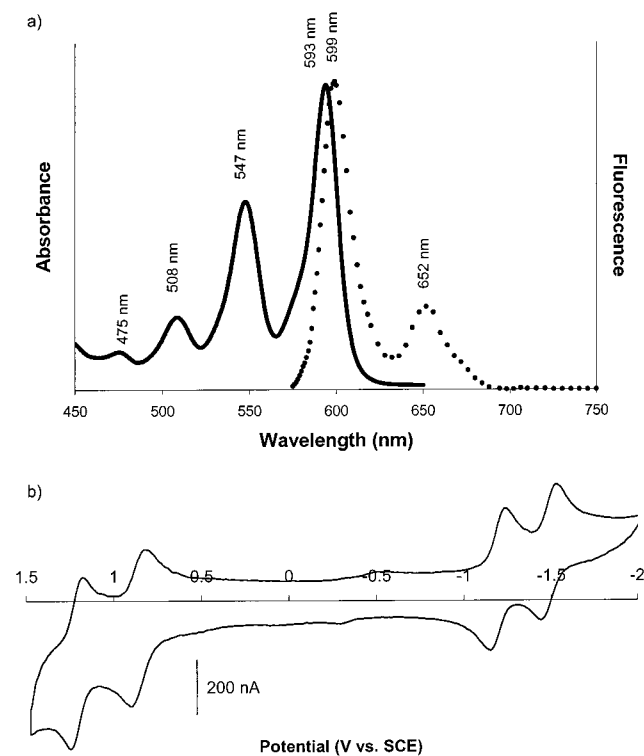 a)
593 nm
599 nm
547 nm
508 nm
475 nm
652 nm
Absorbance
Fluorescence
450 500 550 600 650 700 750
Wavelength (nm)
b)
1.5 1 0.5 0 -0.5 -1 -1.5 -2
200 nA
Potential (V vs. SCE)